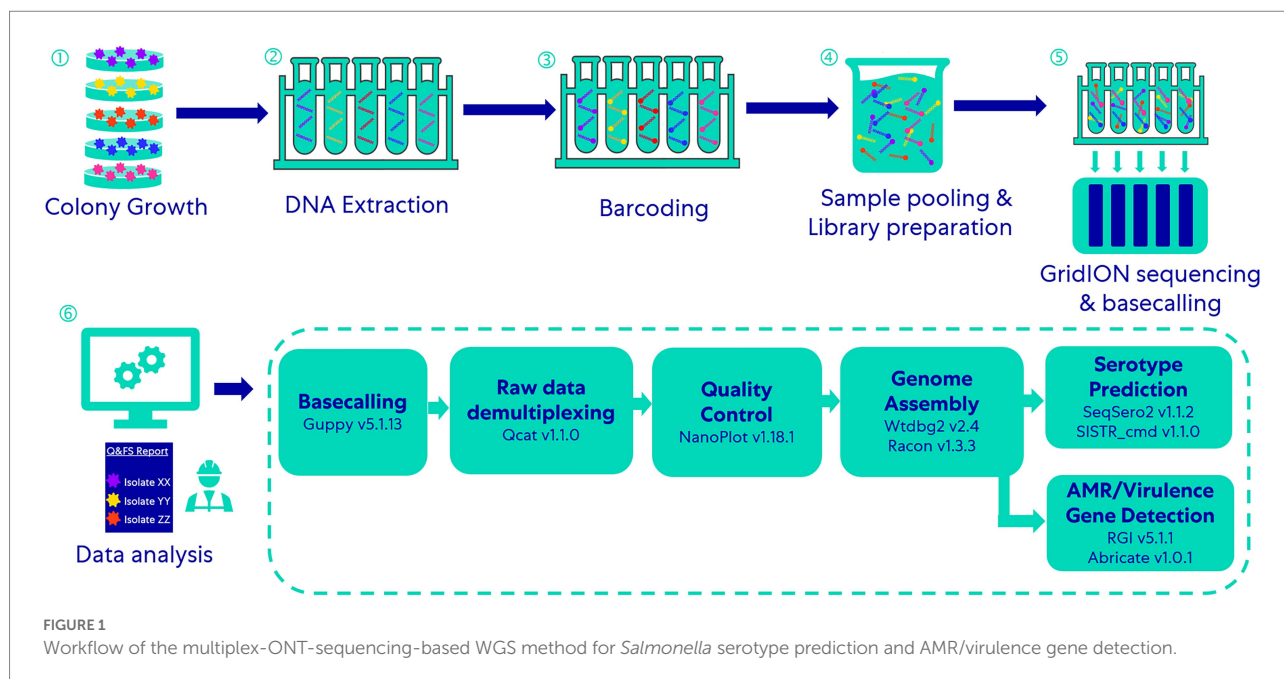 ①
Colony Growth
②
DNA Extraction
③
Barcoding
④
Sample pooling &
Library preparation
⑤
GridION sequencing
& basecalling
⑥
Q&FS Report
Isolate XX
Isolate YY
Isolate ZZ
Data analysis
Basecalling
Guppy v5.1.13
Raw data
demultiplexing
Qcat v1.1.0
Quality
Control
NanoPlot v1.18.1
Genome
Assembly
Wtdbg2 v2.4
Racon v1.3.3
Serotype
Prediction
SeqSero2 v1.1.2
SISTR_cmd v1.1.0
AMR/Virulence
Gene Detection
RGI v5.1.1
Abricate v1.0.1
FIGURE 1
Workflow of the multiplex-ONT-sequencing-based WGS method for Salmonella serotype prediction and AMR/virulence gene detection.